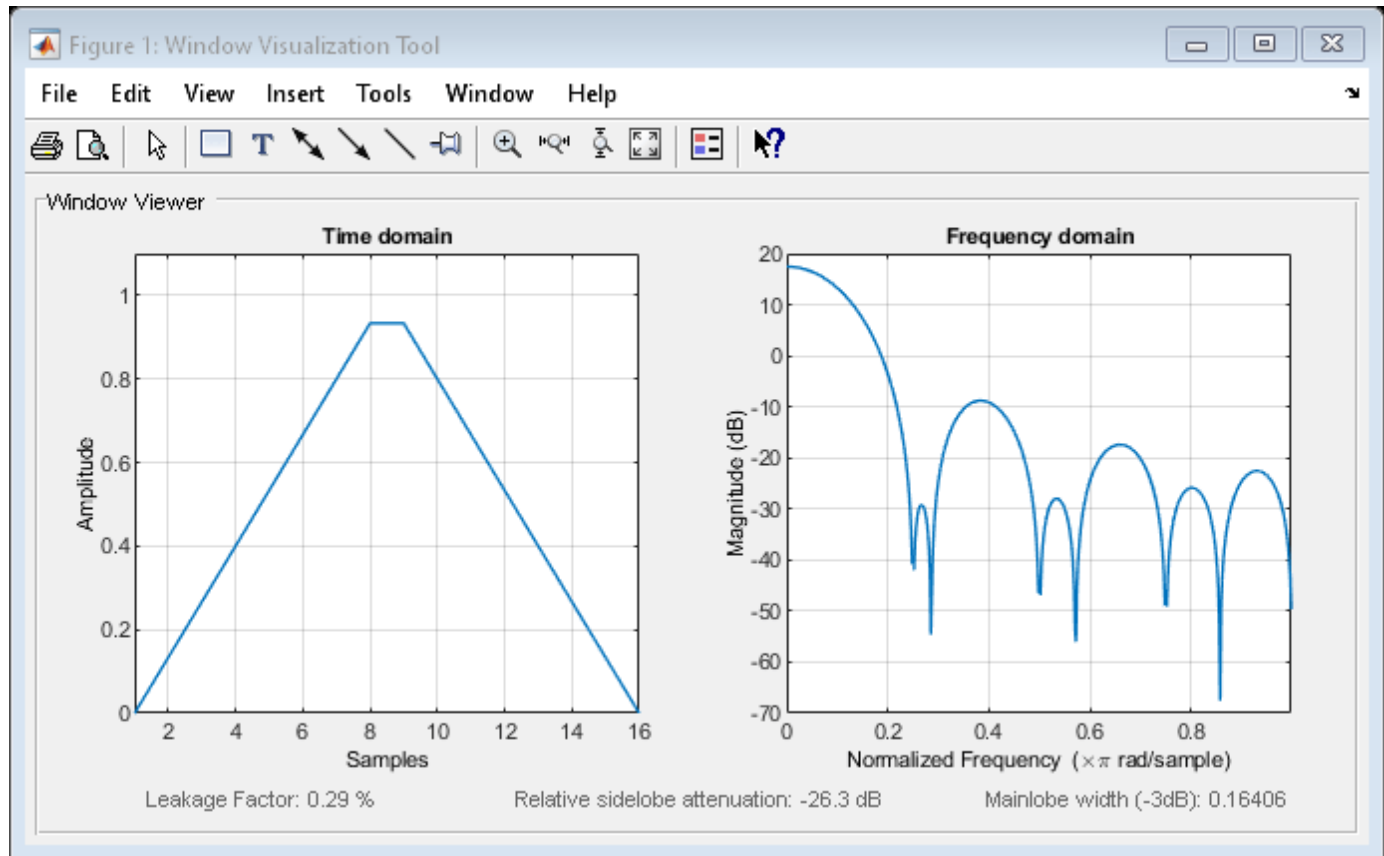 Figure 1: Window Visualization Tool
File Edit View Insert Tools Window Help
T
?
Window Viewer
Time domain
1
0.8
0.6
0.4
0.2
0
Amplitude
2 4 6 8 10 12 14 16
Samples
Frequency domain
20
10
0
-10
-20
-30
-40
-50
-60
-70
Magnitude (dB)
0 0.2 0.4 0.6 0.8
Normalized Frequency (×π rad/sample)
Leakage Factor: 0.29 % Relative sidelobe attenuation: -26.3 dB Mainlobe width (-3dB): 0.16406